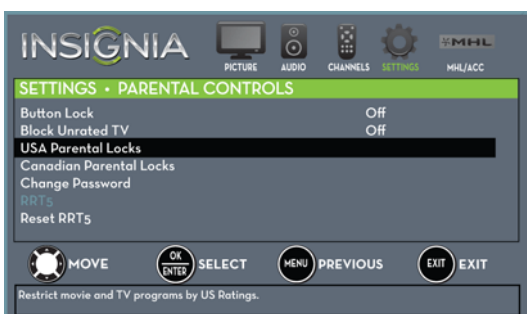 INSIGNIA
PICTURE AUDIO CHANNELS SETTINGS MHL MHL/ACC
SETTINGS • PARENTAL CONTROLS
Button Lock Off
Block Unrated TV Off
USA Parental Locks
Canadian Parental Locks
Change Password
RRT5
Reset RRT5
MOVE OK ENTER SELECT MENU PREVIOUS EXIT EXIT
Restrict movie and TV programs by US Ratings.